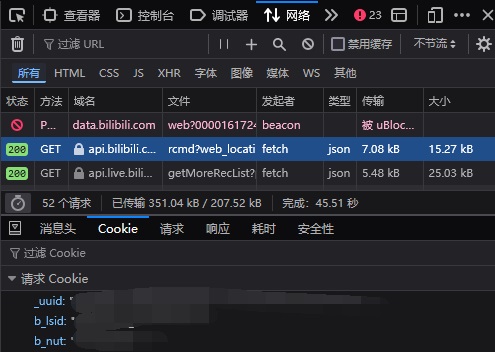 查看器 控制台 调试器 网络 23
过滤 URL 禁用缓存 不节流
所有 HTML CSS JS XHR 字体 图像 媒体 WS 其他
状态 方法 域名 文件 发起者 类型 传输 大小
P... data.bilibili.com web?0000161724 beacon 被 uBloc...
200 GET api.bilibili.c... rcmd?web_locati fetch json 7.08 kB 15.27 kB
200 GET api.live.bili... getMoreRecList? fetch json 5.48 kB 25.03 kB
52 个请求 已传输 351.04 kB / 207.52 kB 完成：45.51 秒
消息头 Cookie 请求 响应 耗时 安全性
过滤 Cookie
请求 Cookie
_uuid: "
b_lsid: "
b_nut: "